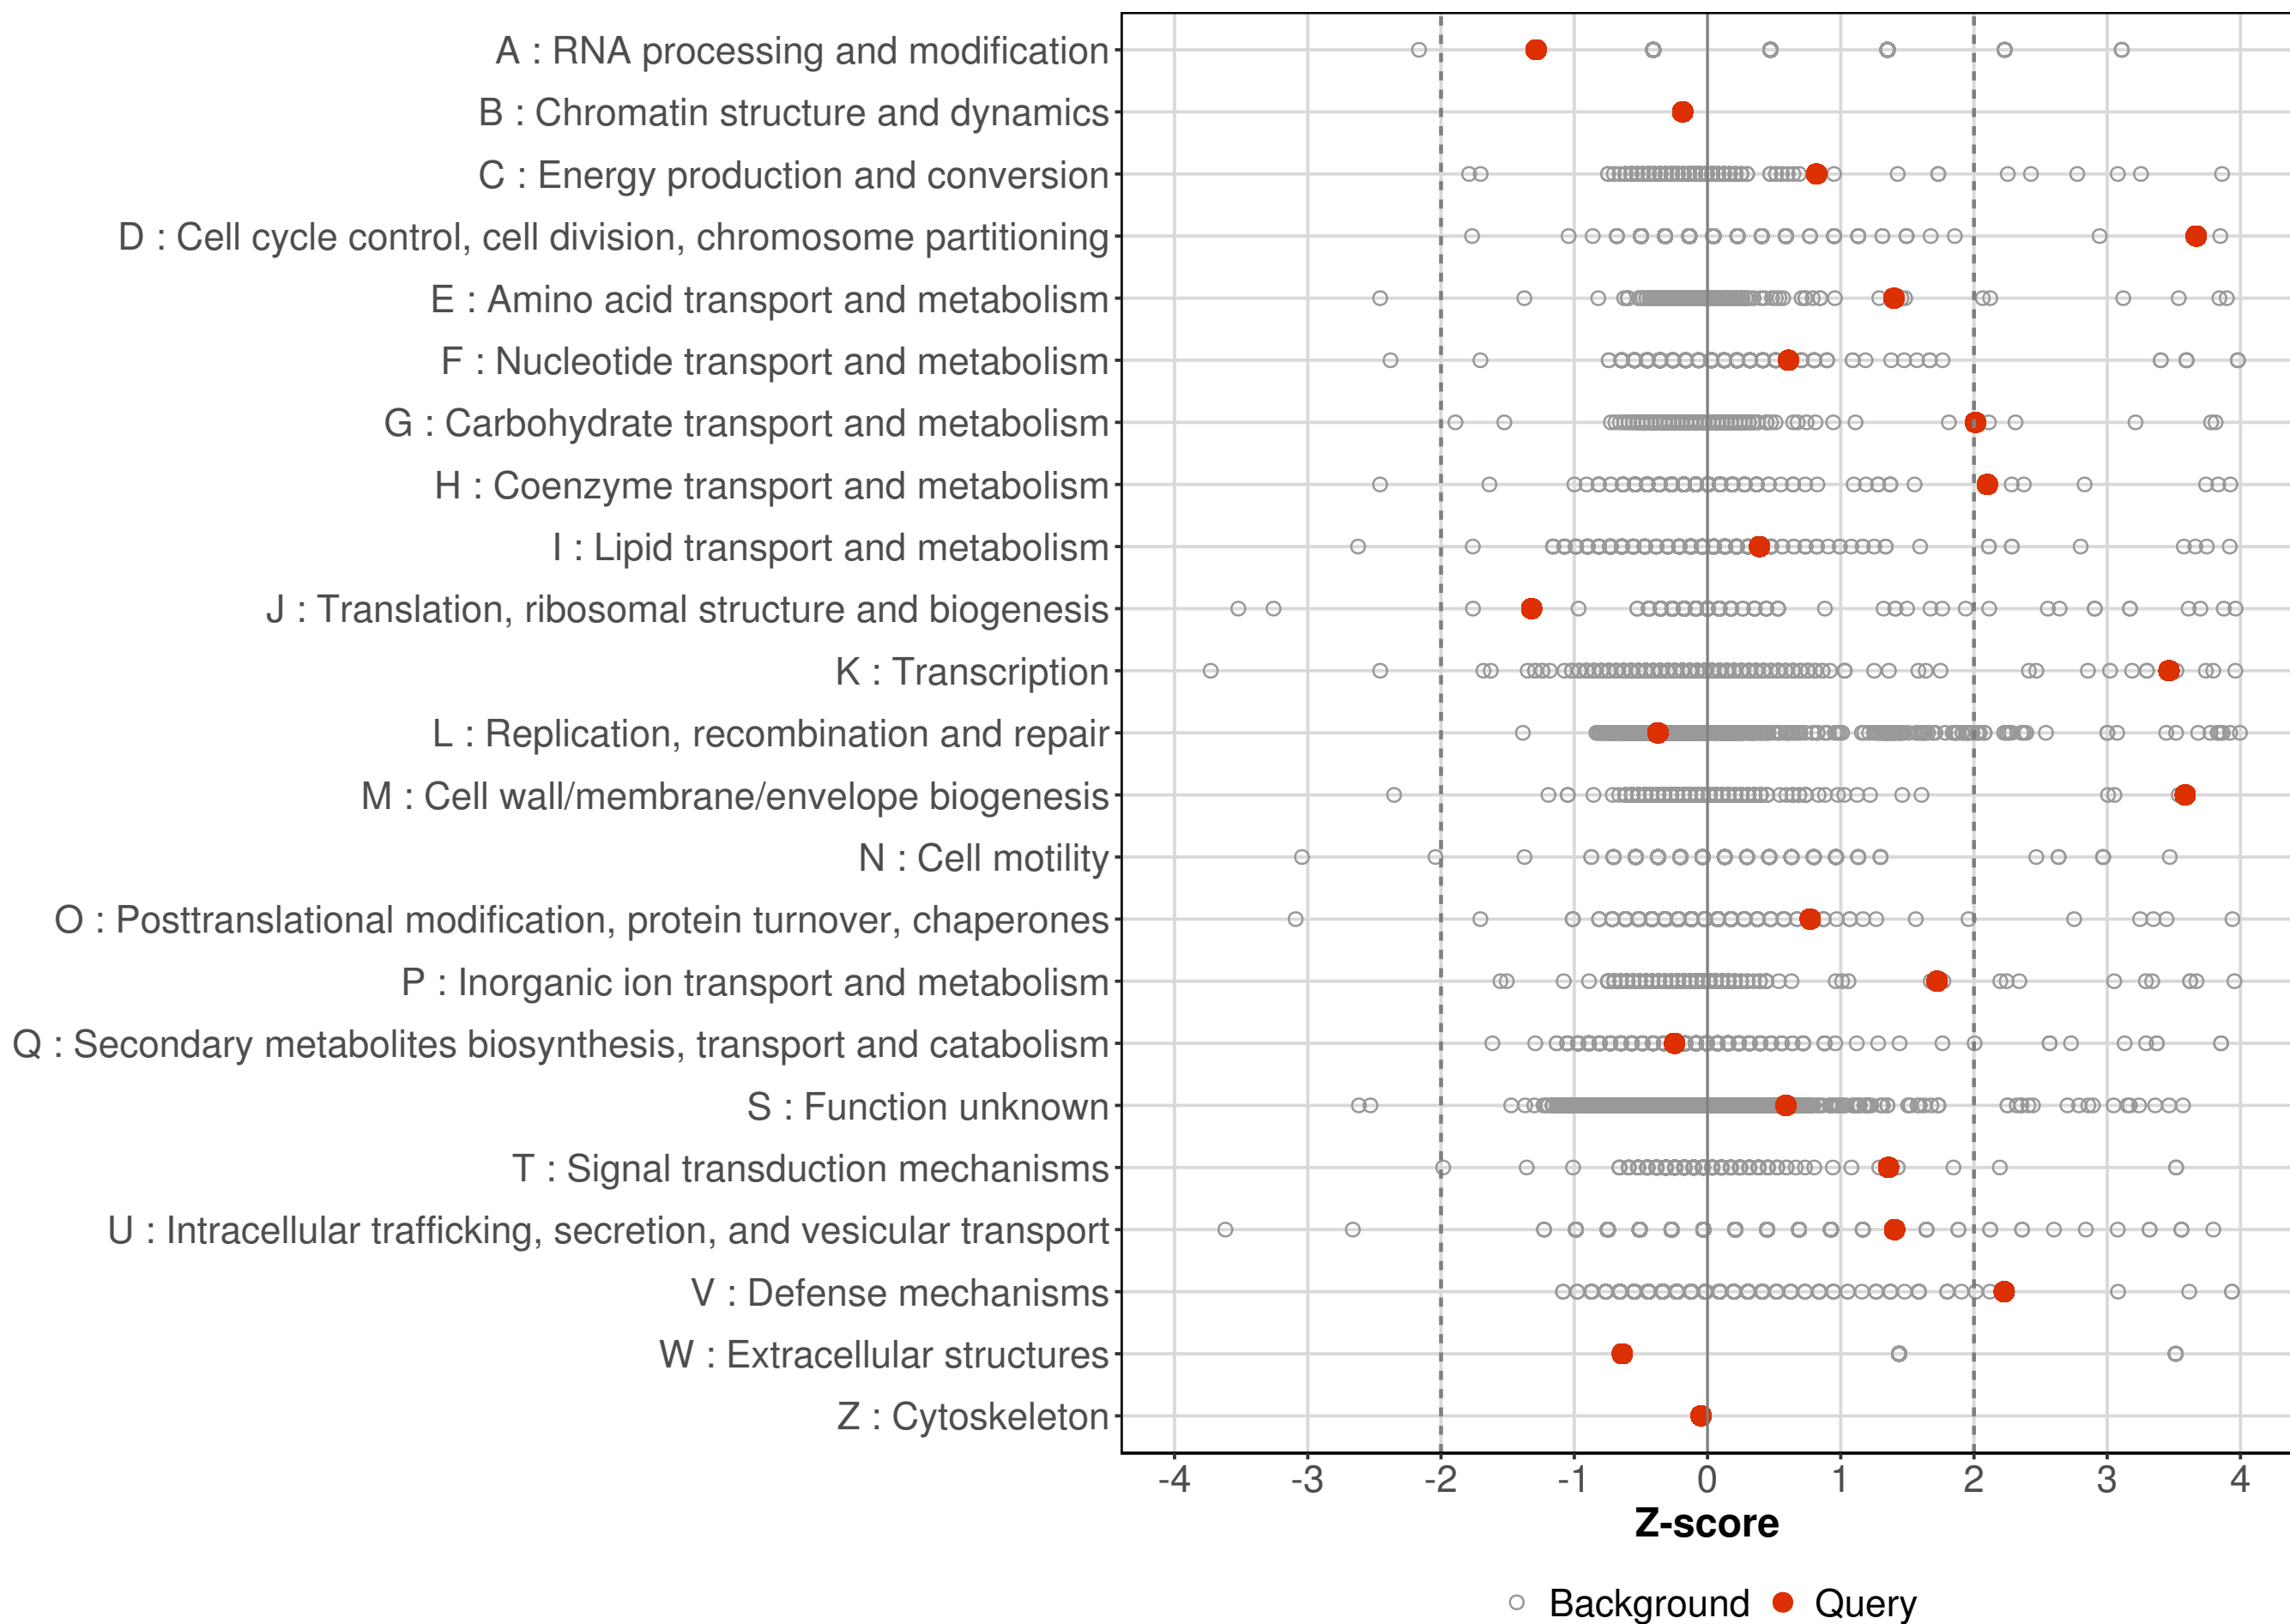 A : RNA processing and modification
B : Chromatin structure and dynamics
C : Energy production and conversion
D : Cell cycle control, cell division, chromosome partitioning
E : Amino acid transport and metabolism
F : Nucleotide transport and metabolism
G : Carbohydrate transport and metabolism
H : Coenzyme transport and metabolism
I : Lipid transport and metabolism
J : Translation, ribosomal structure and biogenesis
K : Transcription
L : Replication, recombination and repair
M : Cell wall/membrane/envelope biogenesis
N : Cell motility
O : Posttranslational modification, protein turnover, chaperones
P : Inorganic ion transport and metabolism
Q : Secondary metabolites biosynthesis, transport and catabolism
S : Function unknown
T : Signal transduction mechanisms
U : Intracellular trafficking, secretion, and vesicular transport
V : Defense mechanisms
W : Extracellular structures
Z : Cytoskeleton
-4 -3 -2 -1 0 1 2 3 4
Z-score
Background Query